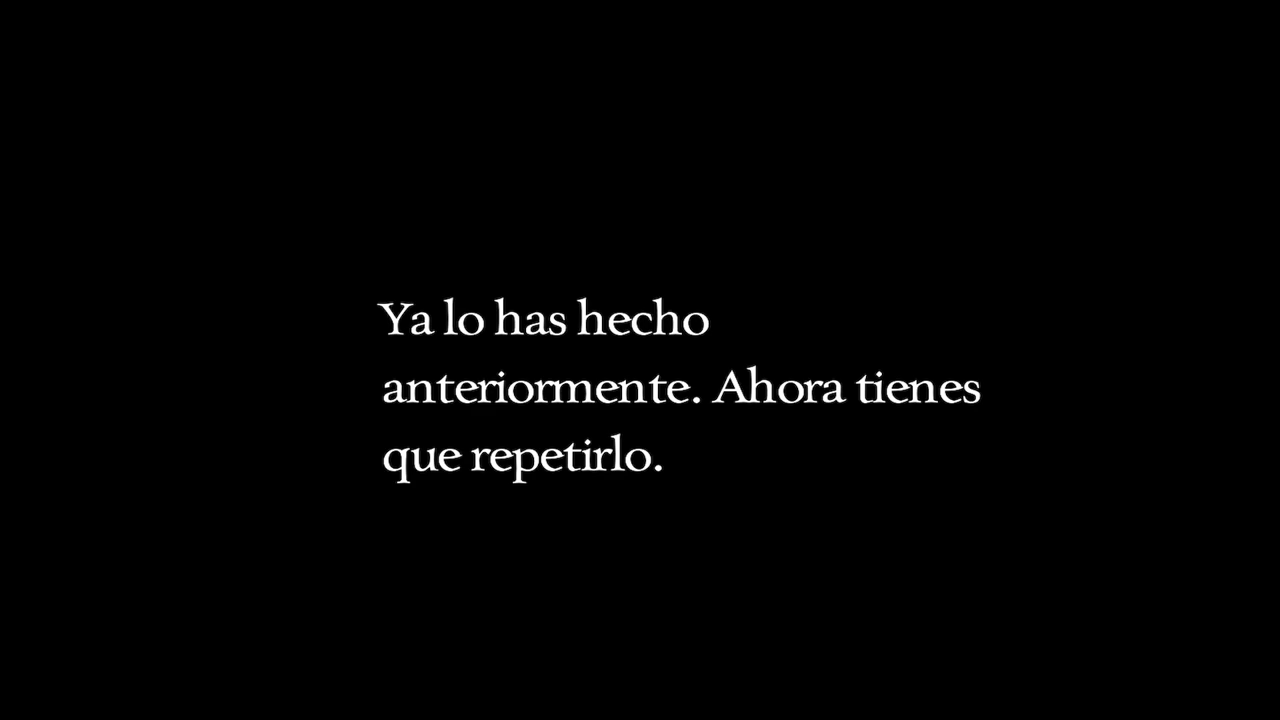 Ya lo has hecho
anteriormente. Ahora tienes
que repetirlo.